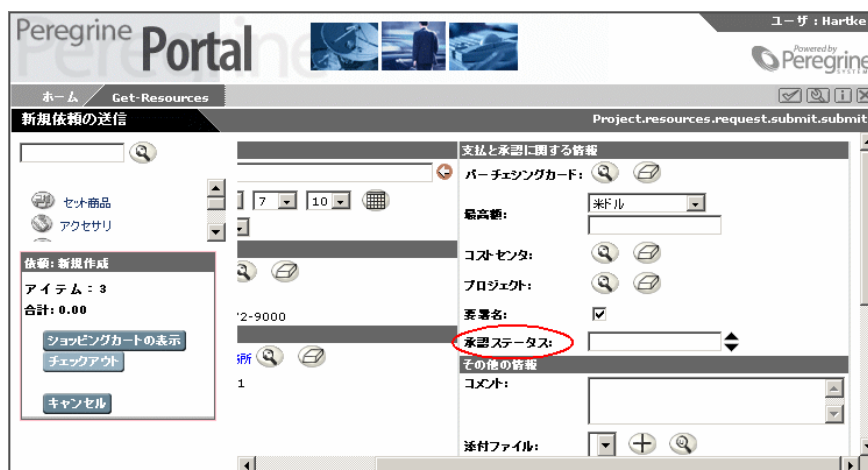 Peregrine
Portal
ユーザ : Hartke
Powered by
Peregrine
SYSTEMS
ホーム
Get-Resources
新規依頼の送信
Project.resources.request.submit.submit
セット商品
アクセサリ
依頼: 新規作成
アイテム : 3
合計: 0.00
ショッピングカートの表示
チェックアウト
キャンセル
7
10
2-9000
所
1
支払と承認に関する情報
パーチェシングカード:
最高額:
米ドル
コストセンタ:
プロジェクト:
要署名:
承認ステータス:
その他の情報
コメント:
添付ファイル: